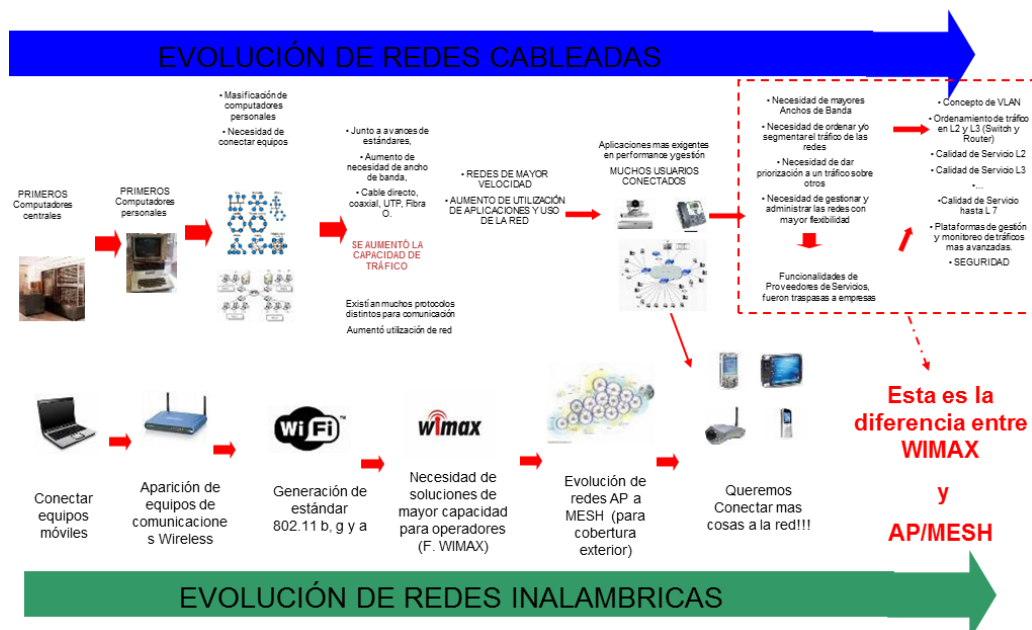 EVOLUCIÓN DE REDES CABLEADAS
PRIMEROS
Computadores
centrales
PRIMEROS
Computadores
personales
• Masificación de
computadores
personales
• Necesidad de
conectar equipos
• Junto a avances de
estándares,
• Aumento de
necesidad de ancho
de banda,
• Cable directo,
coaxial, UTP, Fibra
O.
SE AUMENTÓ LA
CAPACIDAD DE
TRÁFICO
Existían muchos protocolos
distintos para comunicación
Aumentó utilización de red
• REDES DE MAYOR
VELOCIDAD
• AUMENTO DE UTILIZACIÓN
DE APLICACIONES Y USO
DE LA RED
Aplicaciones mas exigentes
en performance y gestión
MUCHOS USUARIOS
CONECTADOS
• Necesidad de mayores
Anchos de Banda
• Necesidad de ordenar y/o
segmentar el tráfico de las
redes
• Necesidad de dar
priorización a un tráfico sobre
otros
• Necesidad de gestionar y
administrar las redes con
mayor flexibilidad
Funcionalidades de
Proveedores de Servicios,
fueron traspasas a empresas
• Concepto de VLAN
• Ordenamiento de tráfico
en L2 y L3 (Switch y
Router)
• Calidad de Servicio L2
• Calidad de Servicio L3
•....
•Calidad de Servicio
hasta L 7
• Plataformas de gestión
y monitoreo de tráficos
mas avanzadas.
• SEGURIDAD
Conectar
equipos
móviles
Aparición de
equipos de
comunicacione
s Wireless
Wi Fi TM
Generación de
estándar
802.11 b, g y a
wimax
Necesidad de
soluciones de
mayor capacidad
para operadores
(F. WIMAX)
Evolución de
redes AP a
MESH (para
cobertura
exterior)
Queremos
Conectar mas
cosas a la red!!!
Esta es la
diferencia entre
WIMAX
y
AP/MESH
EVOLUCIÓN DE REDES INALAMBRICAS